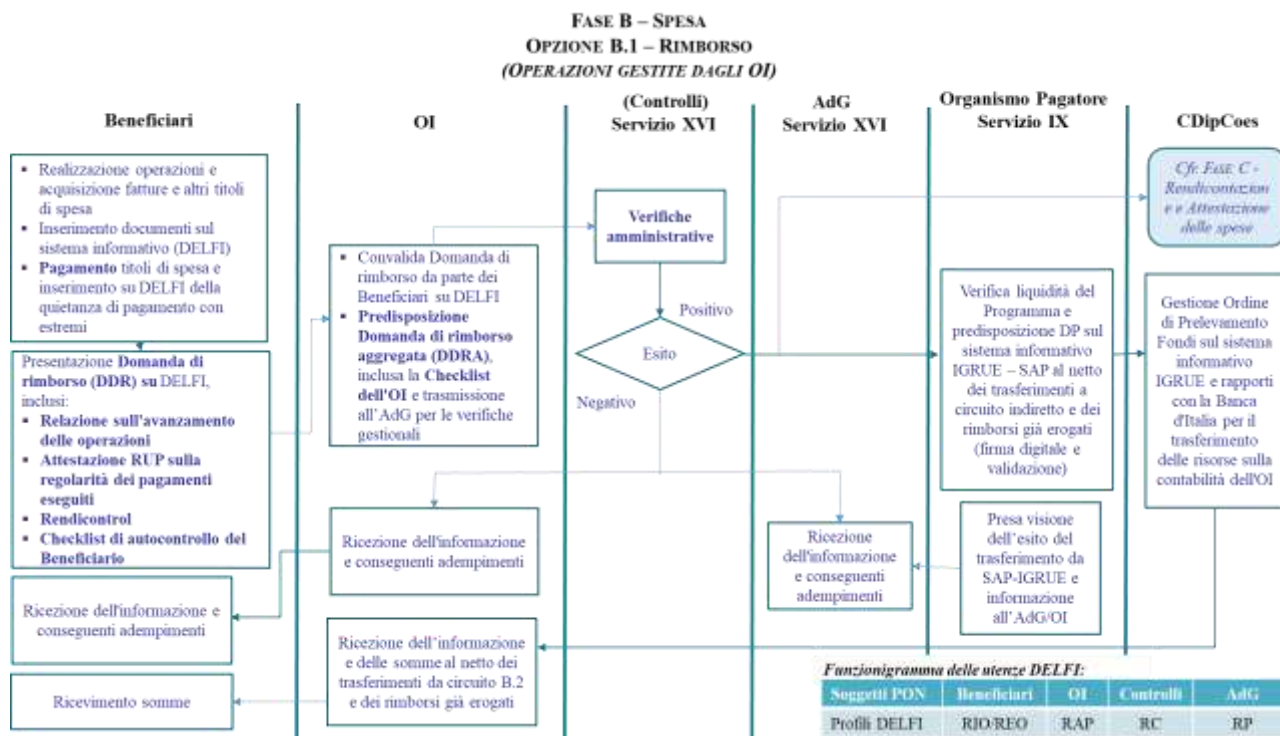 FASE B – SPESA
OPZIONE B.1 – RIMBORSO
(OPERAZIONI GESTITE DAGLI OI)
Beneficiari
OI
(Controlli)
Servizio XVI
AdG
Servizio XVI
Organismo Pagatore
Servizio IX
CDipCoes
▪ Realizzazione operazioni e
acquisizione fatture e altri titoli
di spesa
▪ Inserimento documenti sul
sistema informativo (DELFI)
▪ Pagamento titoli di spesa e
inserimento su DELFI della
quietanza di pagamento con
estremi
Presentazione Domanda di
rimborso (DDR) su DELFI,
inclusi:
▪ Relazione sull'avanzamento
delle operazioni
▪ Attestazione RUP sulla
regolarità dei pagamenti
eseguiti
▪ Rendicontrol
▪ Checklist di autocontrollo del
Beneficiario
Ricezione dell'informazione e
conseguenti adempimenti
Ricevimento somme
▪ Convalida Domanda di
rimborso da parte dei
Beneficiari su DELFI
▪ Predisposizione
Domanda di rimborso
aggregata (DDRA),
inclusa la Checklist
dell'OI e trasmissione
all'AdG per le verifiche
gestionali
Ricezione dell'informazione
e conseguenti adempimenti
Ricezione dell'informazione
e delle somme al netto dei
trasferimenti da circuito B.2
e dei rimborsi già erogati
Verifiche
amministrative
Esito
Positivo
Negativo
Ricezione
dell'informazione
e conseguenti
adempimenti
Verifica liquidità del
Programma e
predisposizione DP sul
sistema informativo
IGRUE – SAP al netto
dei trasferimenti a
circuito indiretto e dei
rimborsi già erogati
(firma digitale e
validazione)
Presa visione
dell'esito del
trasferimento da
SAP-IGRUE e
informazione
all'AdG/OI
Cfr. FASE C -
Rendicontazion
e e Attestazione
delle spese
Gestione Ordine
di Prelevamento
Fondi sul sistema
informativo
IGRUE e rapporti
con la Banca
d'Italia per il
trasferimento
delle risorse sulla
contabilità dell'OI
Funzionigramma delle utenze DELFI:
Soggetti PON Beneficiari OI Controlli AdG
Profili DELFI RIO/REO RAP RC RP